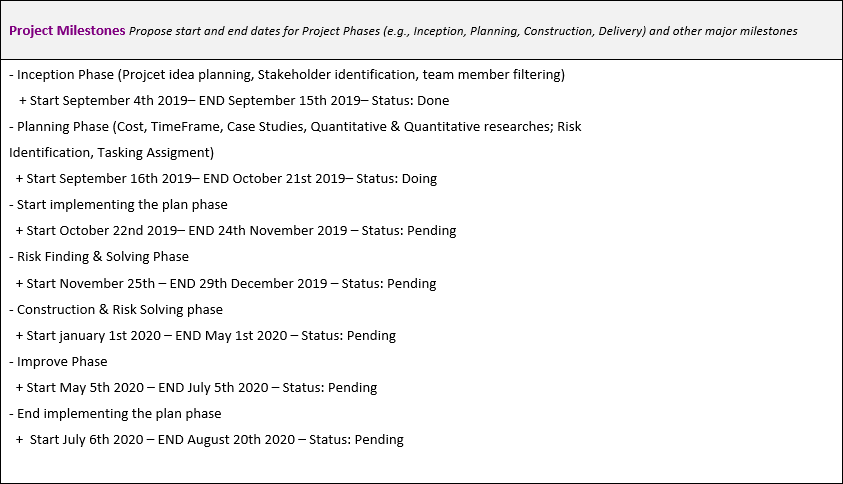 Project Milestones Propose start and end dates for Project Phases (e.g., Inception, Planning, Construction, Delivery) and other major milestones
- Inception Phase (Projcet idea planning, Stakeholder identification, team member filtering)
+ Start September 4th 2019– END September 15th 2019– Status: Done
- Planning Phase (Cost, TimeFrame, Case Studies, Quantitative & Quantitative researches; Risk
Identification, Tasking Assigment)
+ Start September 16th 2019– END October 21st 2019– Status: Doing
- Start implementing the plan phase
+ Start October 22nd 2019– END 24th November 2019 – Status: Pending
- Risk Finding & Solving Phase
+ Start November 25th – END 29th December 2019 – Status: Pending
- Construction & Risk Solving phase
+ Start january 1st 2020 – END May 1st 2020 – Status: Pending
- Improve Phase
+ Start May 5th 2020 – END July 5th 2020 – Status: Pending
- End implementing the plan phase
+ Start July 6th 2020 – END August 20th 2020 – Status: Pending